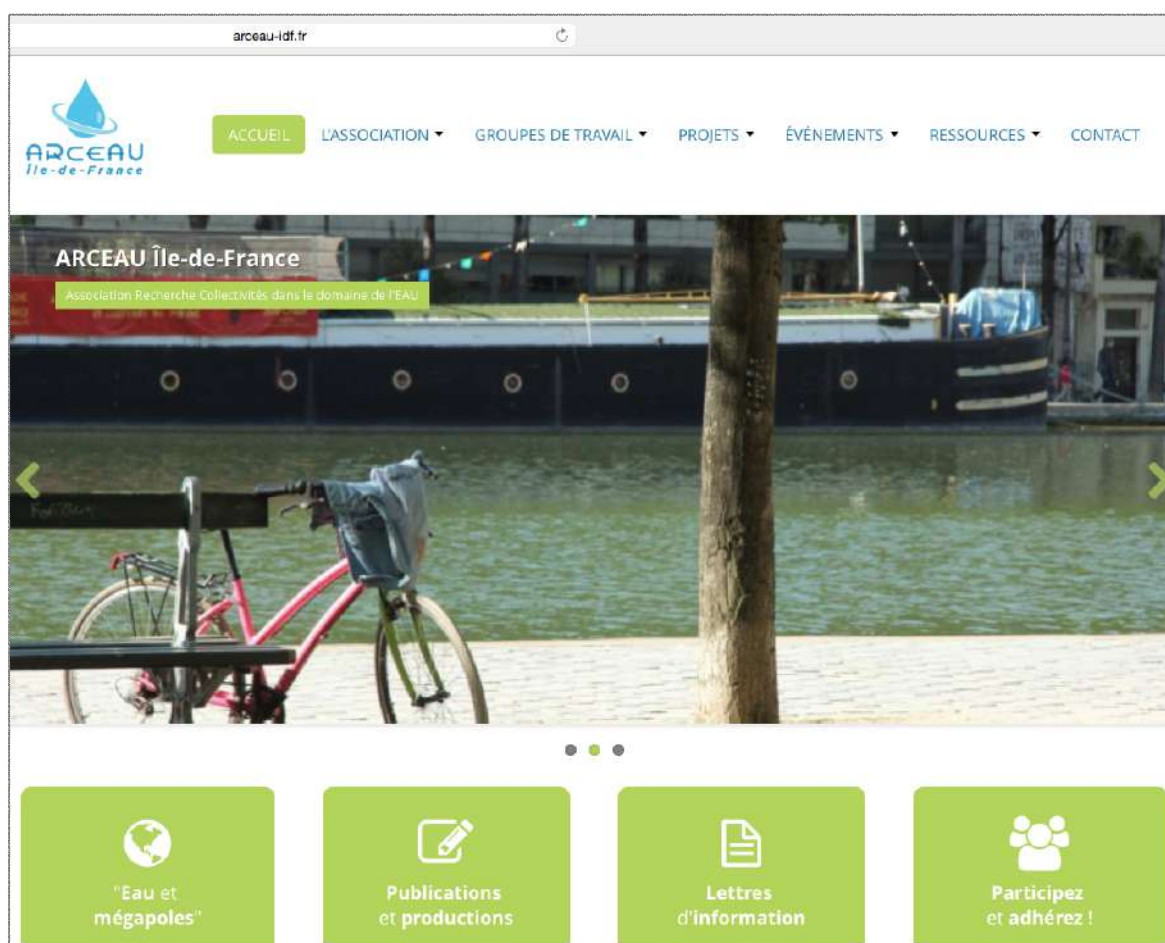 arceau-idf.fr
ARCEAU
Île-de-France
ACCUEIL
L'ASSOCIATION
GROUPES DE TRAVAIL
PROJETS
ÉVÉNEMENTS
RESSOURCES
CONTACT
ARCEAU Île-de-France
Association Recherche Collectivités dans le domaine de l'EAU
"Eau et
mégapoles"
Publications
et productions
Lettres
d'information
Participez
et adhérez !